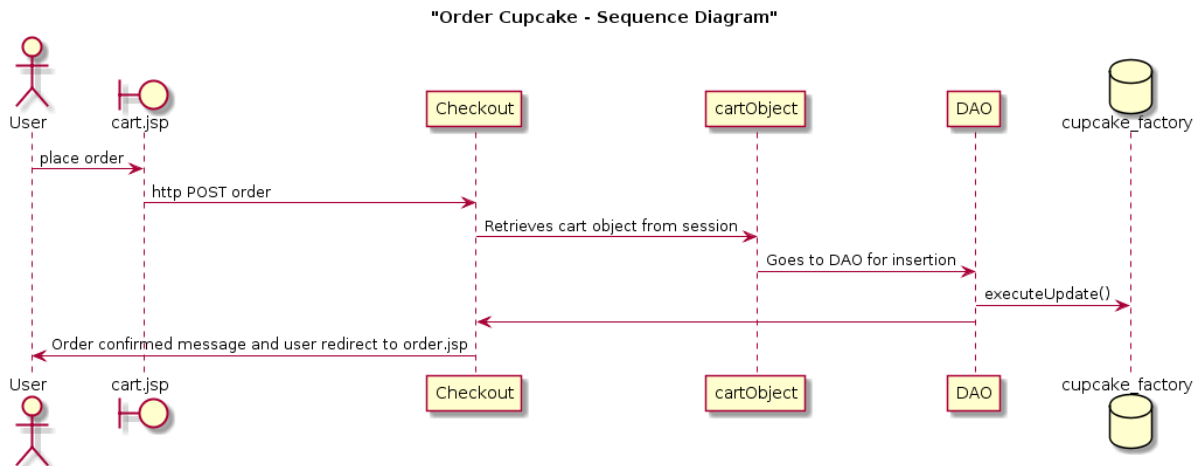 "Order Cupcake - Sequence Diagram"
User
cart.jsp
Checkout
cartObject
DAO
cupcake_factory
place order
http POST order
Retrieves cart object from session
Goes to DAO for insertion
executeUpdate()
Order confirmed message and user redirect to order.jsp
User
cart.jsp
Checkout
cartObject
DAO
cupcake_factory